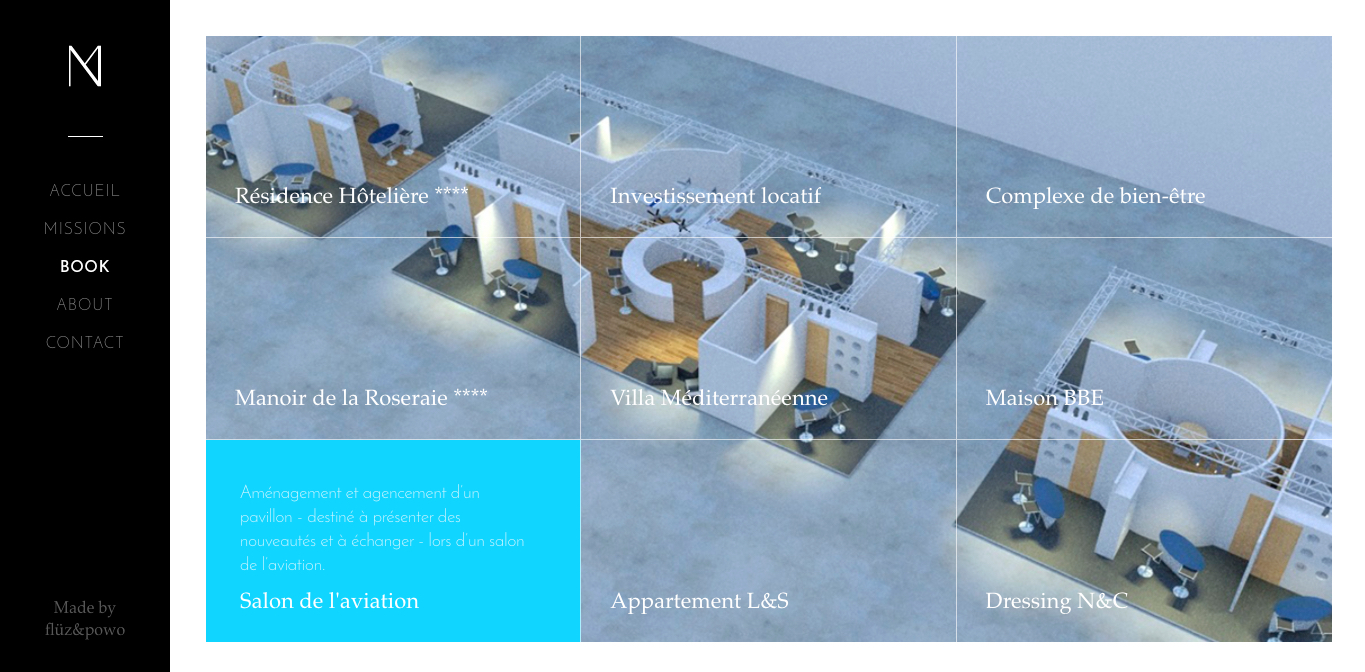 ACCUEIL
MISSIONS
BOOK
ABOUT
CONTACT
Made by
flüz&powo
Résidence Hôtelière ****
Investissement locatif
Complexe de bien-être
Manoir de la Roseraie ****
Villa Méditerranéenne
Maison BBE
Aménagement et agencement d'un
pavillon - destiné à présenter des
nouveautés et à échanger - lors d'un salon
de l'aviation.
Salon de l'aviation
Appartement L&S
Dressing N&C